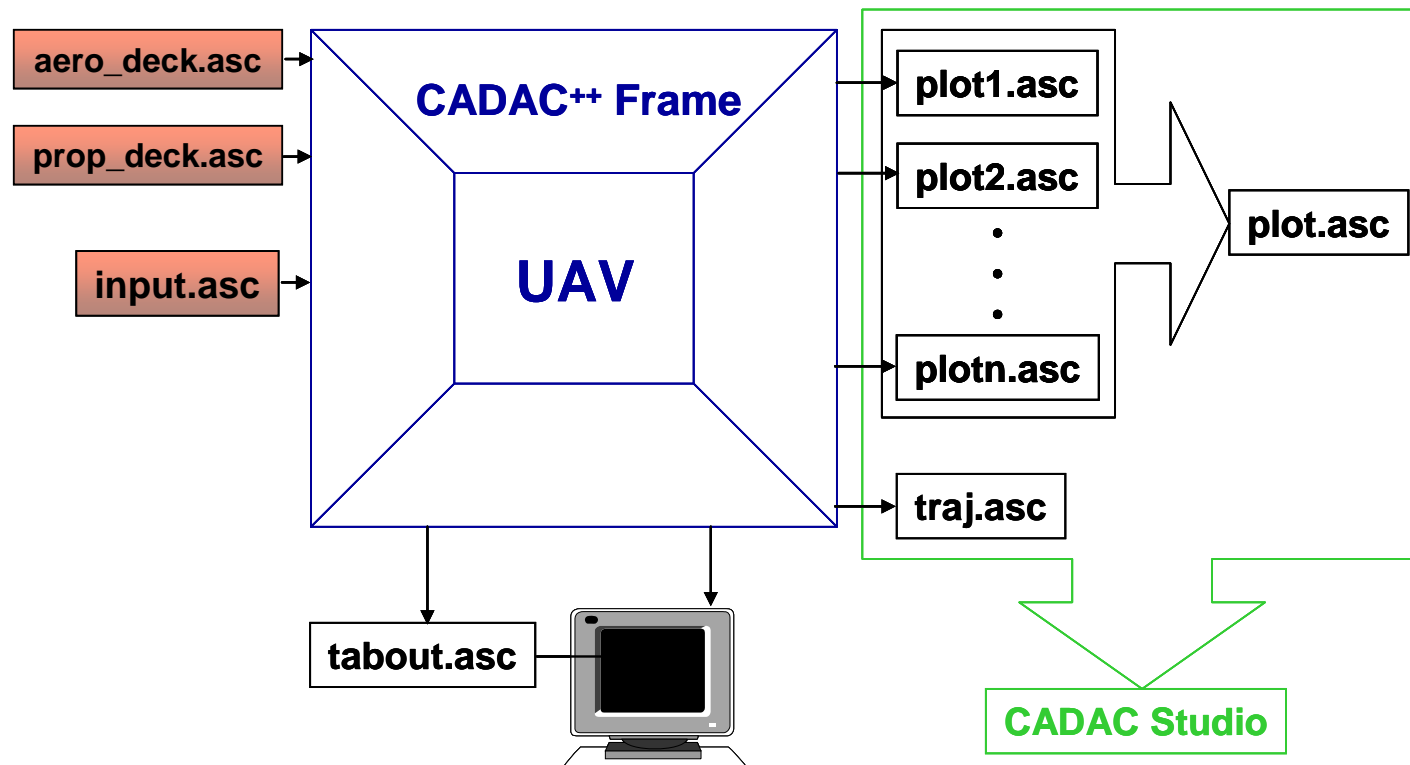 aero_deck.asc
prop_deck.asc
input.asc
CADAC++ Frame
UAV
plot1.asc
plot2.asc
plotn.asc
plot.asc
traj.asc
tabout.asc
CADAC Studio